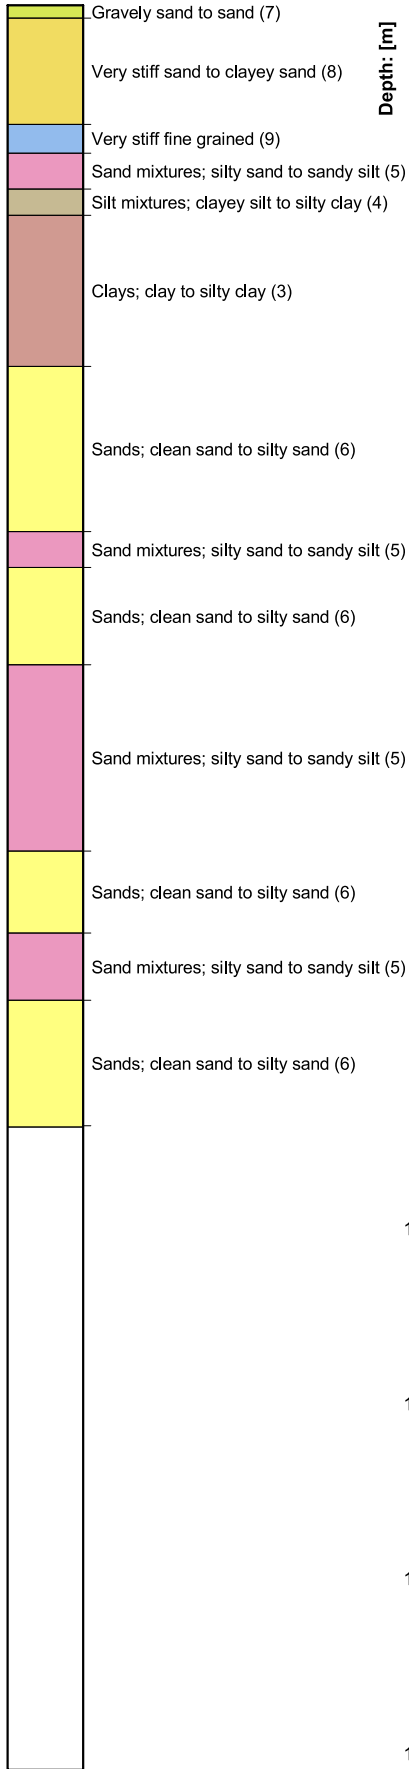 Gravely sand to sand (7)
Depth: [m]
Very stiff sand to clayey sand (8)
Very stiff fine grained (9)
Sand mixtures; silty sand to sandy silt (5)
Silt mixtures; clayey silt to silty clay (4)
Clays; clay to silty clay (3)
Sands; clean sand to silty sand (6)
Sand mixtures; silty sand to sandy silt (5)
Sands; clean sand to silty sand (6)
Sand mixtures; silty sand to sandy silt (5)
Sands; clean sand to silty sand (6)
Sand mixtures; silty sand to sandy silt (5)
Sands; clean sand to silty sand (6)